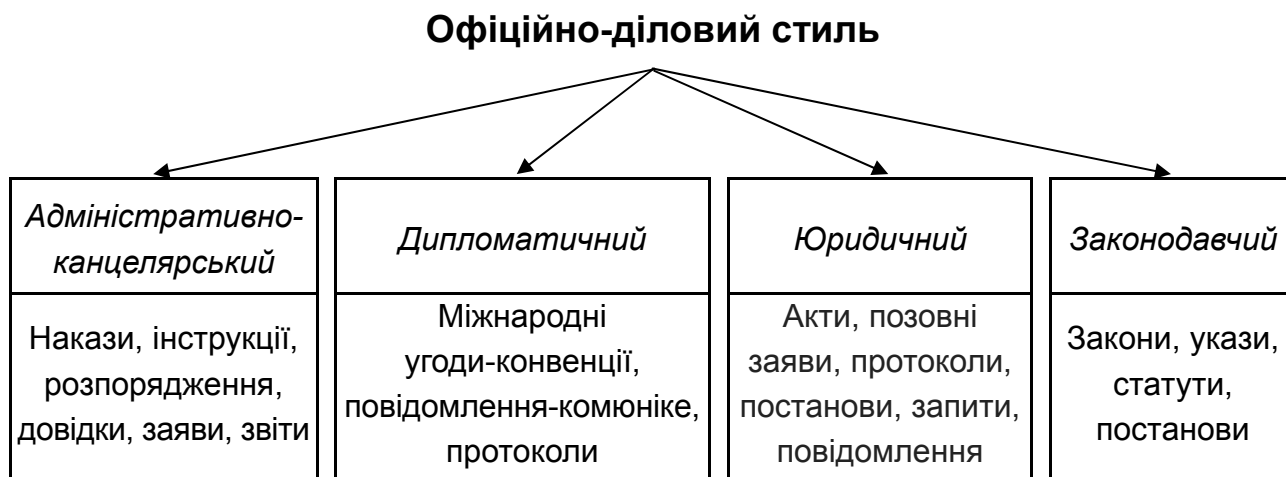 Офіційно-діловий стиль
Адміністративно-
канцелярський
Дипломатичний
Юридичний
Законодавчий
Накази, інструкції,
розпорядження,
довідки, заяви, звіти
Міжнародні
угоди-конвенції,
повідомлення-комюніке,
протоколи
Акти, позовні
заяви, протоколи,
постанови, запити,
повідомлення
Закони, укази,
статути,
постанови